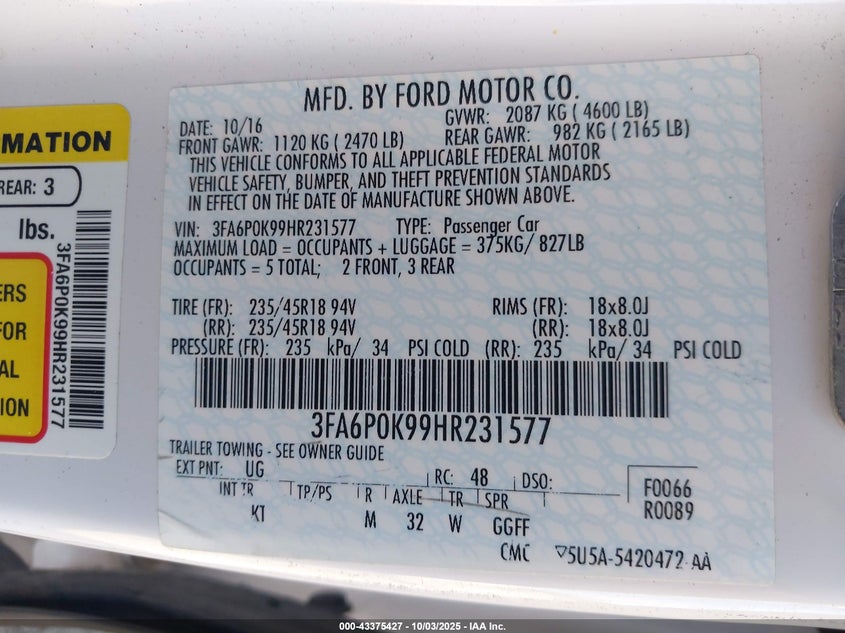 MFD. BY FORD MOTOR CO.
DATE: 10/16
GVWR: 2087 KG ( 4600 LB)
FRONT GAWR: 1120 KG ( 2470 LB)
REAR GAWR: 982 KG ( 2165 LB)
THIS VEHICLE CONFORMS TO ALL APPLICABLE FEDERAL MOTOR
VEHICLE SAFETY, BUMPER, AND THEFT PREVENTION STANDARDS
IN EFFECT ON THE DATE OF MANUFACTURE SHOWN ABOVE.
VIN: 3FA6P0K99HR231577 TYPE: Passenger Car
MAXIMUM LOAD = OCCUPANTS + LUGGAGE = 375KG/ 827LB
OCCUPANTS = 5 TOTAL; 2 FRONT, 3 REAR
TIRE (FR): 235/45R18 94V RIMS (FR): 18x8.0J
(RR): 235/45R18 94V (RR): 18x8.0J
PRESSURE (FR): 235 kPa/ 34 PSI COLD (RR): 235 kPa/ 34 PSI COLD
3FA6P0K99HR231577
TRAILER TOWING - SEE OWNER GUIDE
EXT PNT: UG RC: 48 DSO:
INT TR TP/PS R AXLE TR SPR
KT M 32 W GGFF
F0066
R0089
CMC 5U5A-5420472-AA
MATION
REAR: 3
lbs.
3FA6P0K99HR231577
ERS
FOR
AL
ION
000-43375427 - 10/03/2025 - IAA Inc.